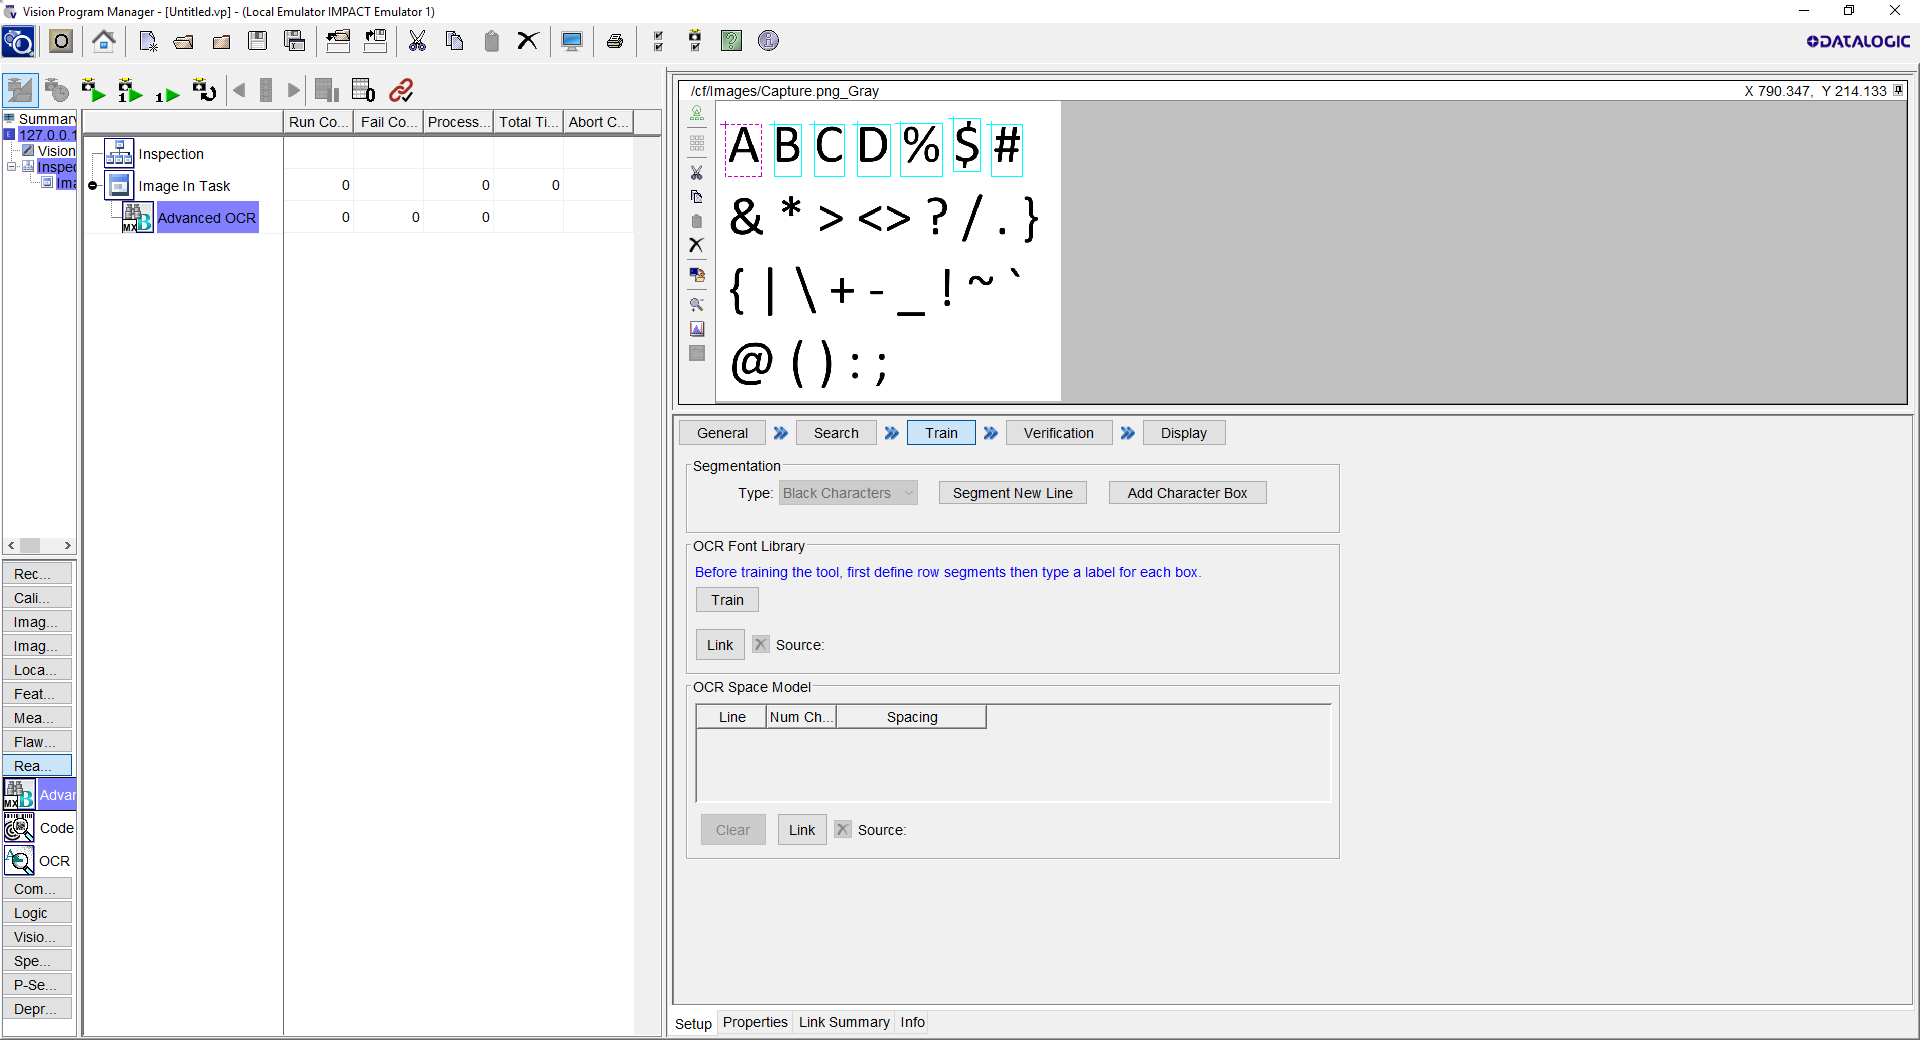 Vision Program Manager - [Untitled.vp] - (Local Emulator IMPACT Emulator 1)
DATALOGIC
Summary
127.0.0.1
Vision
Inspec
Ima
Run Co... Fail Co... Process... Total Ti... Abort C...
Inspection
Image In Task 0 0 0
Advanced OCR 0 0 0
/cf/Images/Capture.png_Gray X 790.347, Y 214.133
A B C D % $ #
& * > <> ? / . }
{ | \ + - _ ! ~ `
@ ( ) : ;
General Search Train Verification Display
Segmentation
Type: Black Characters Segment New Line Add Character Box
OCR Font Library
Before training the tool, first define row segments then type a label for each box.
Train
Link Source:
OCR Space Model
Line Num Ch... Spacing
Clear Link Source:
Rec...
Cali...
Imag...
Imag...
Loca...
Feat...
Mea...
Flaw...
Rea...
Advan
Code
OCR
Com...
Logic
Visio...
Spe...
P-Se...
Depr...
Setup Properties Link Summary Info